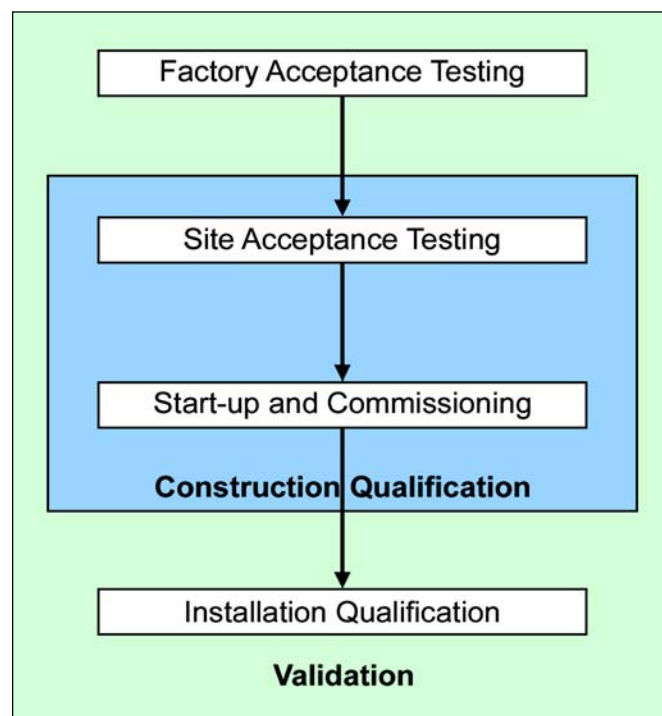 Factory Acceptance Testing
Site Acceptance Testing
Start-up and Commissioning
Construction Qualification
Installation Qualification
Validation